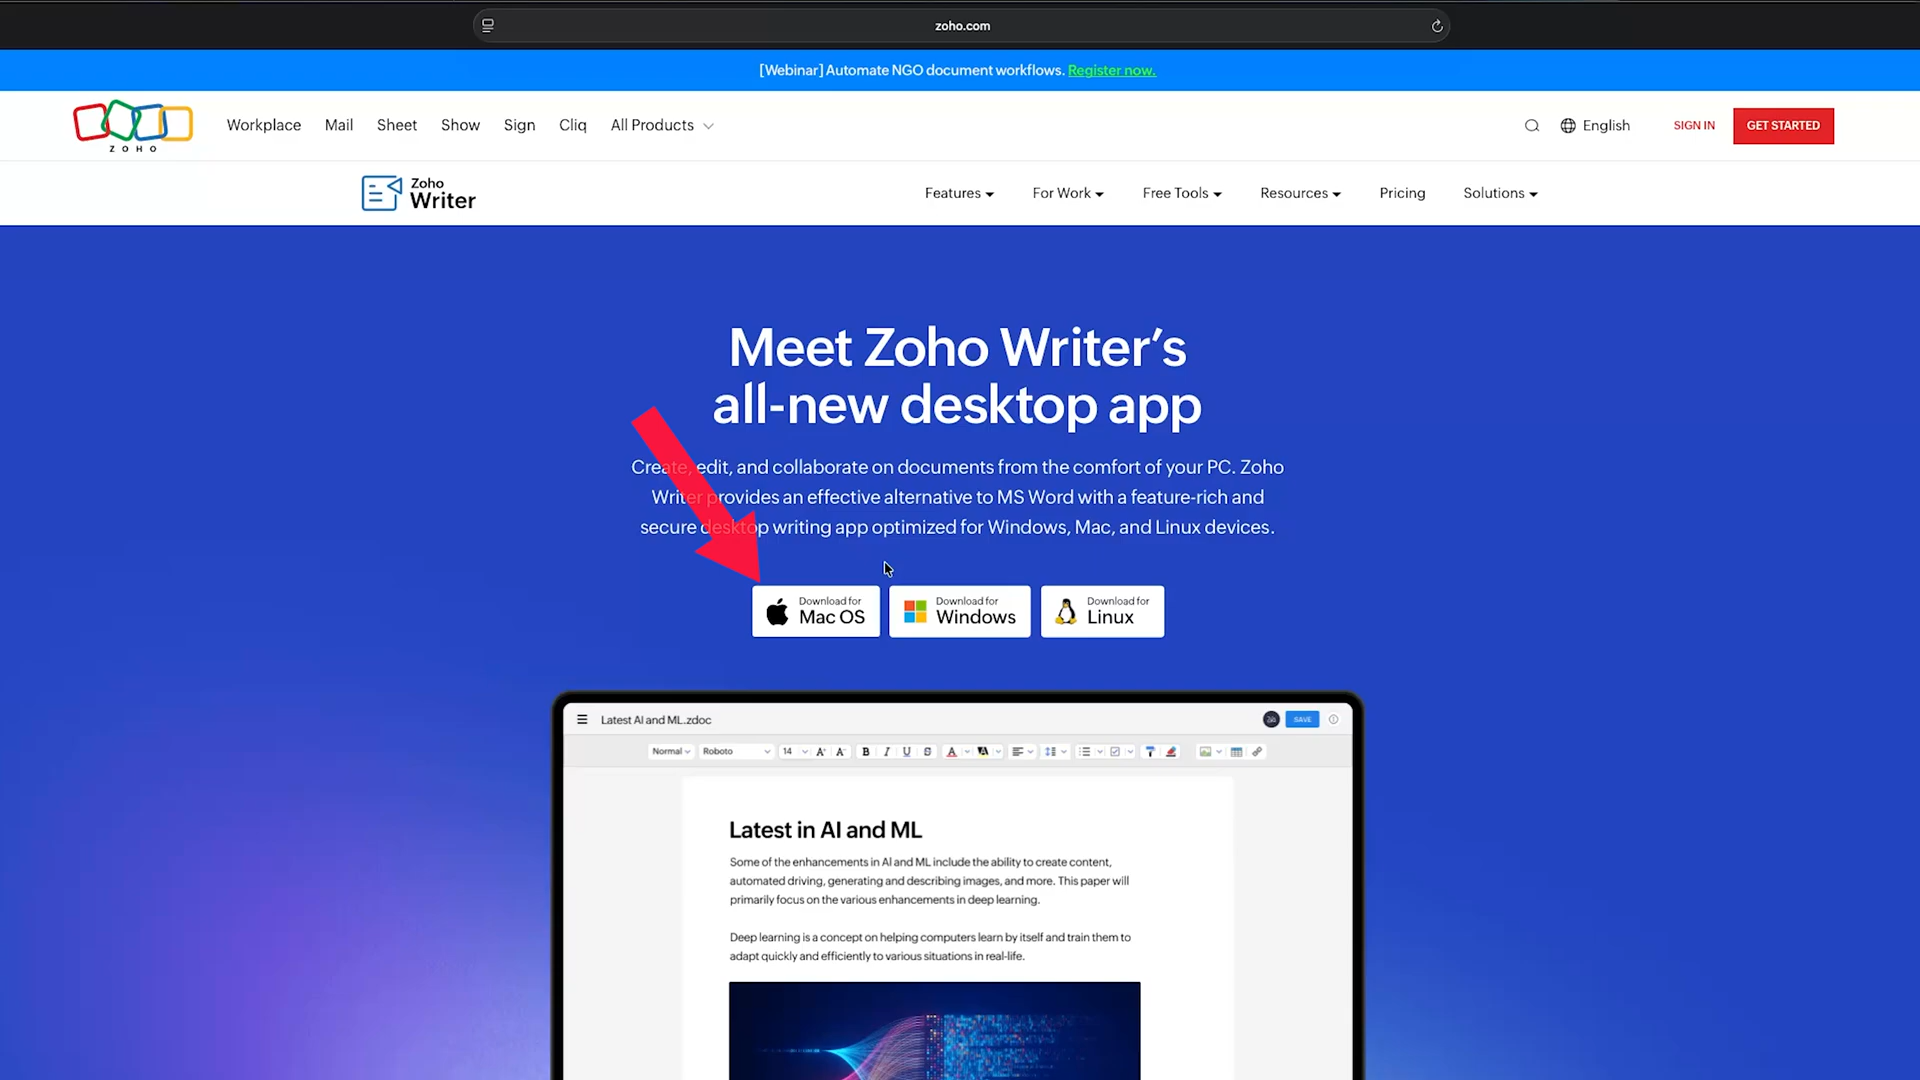 zoho.com
[Webinar] Automate NGO document workflows. Register now.
ZOHO
Workplace Mail Sheet Show Sign Cliq All Products
English SIGN IN GET STARTED
Zoho
Writer
Features For Work Free Tools Resources Pricing Solutions
Meet Zoho Writer's
all-new desktop app
Create, edit, and collaborate on documents from the comfort of your PC. Zoho
Writer provides an effective alternative to MS Word with a feature-rich and
secure desktop writing app optimized for Windows, Mac, and Linux devices.
Download for
Mac OS
Download for
Windows
Download for
Linux
Latest AI and ML.zdoc
SAVE
Normal Roboto 14 A+ A- B I U S A A
Latest in AI and ML
Some of the enhancements in AI and ML include the ability to create content,
automated driving, generating and describing images, and more. This paper will
primarily focus on the various enhancements in deep learning.
Deep learning is a concept on helping computers learn by itself and train them to
adapt quickly and efficiently to various situations in real-life.